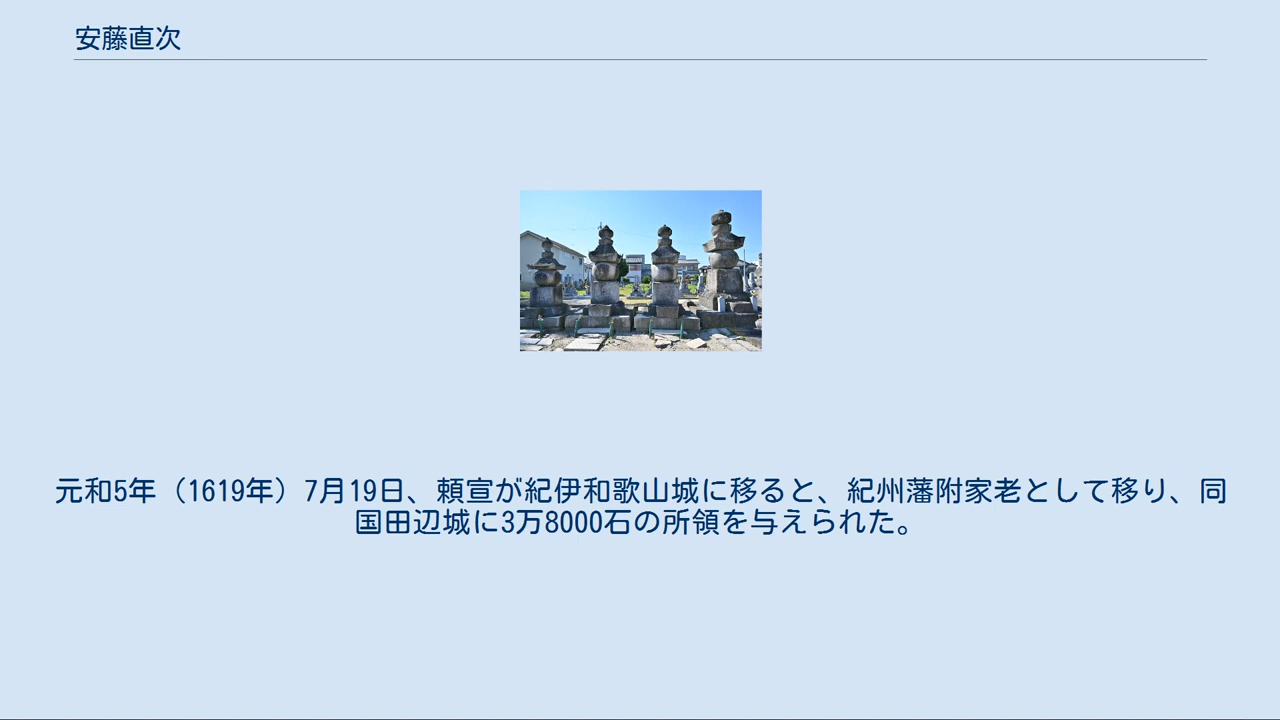 安藤直次
元和5年（1619年）7月19日、頼宣が紀伊和歌山城に移ると、紀州藩附家老として移り、同
国田辺城に3万8000石の所領を与えられた。